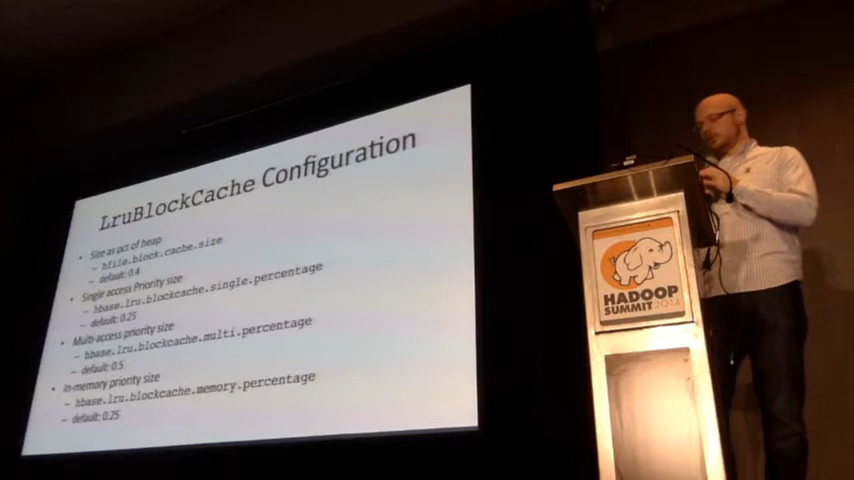 LruBlockCache Configuration
• Size as pct of heap
– hfile.block.cache.size
– default: 0.4
• Single access Priority size
– hbase.lru.blockcache.single.percentage
– default: 0.25
• Multi-access priority size
– hbase.lru.blockcache.multi.percentage
– default: 0.5
• In-memory priority size
– hbase.lru.blockcache.memory.percentage
– default: 0.25
HADOOP
SUMMIT 2014